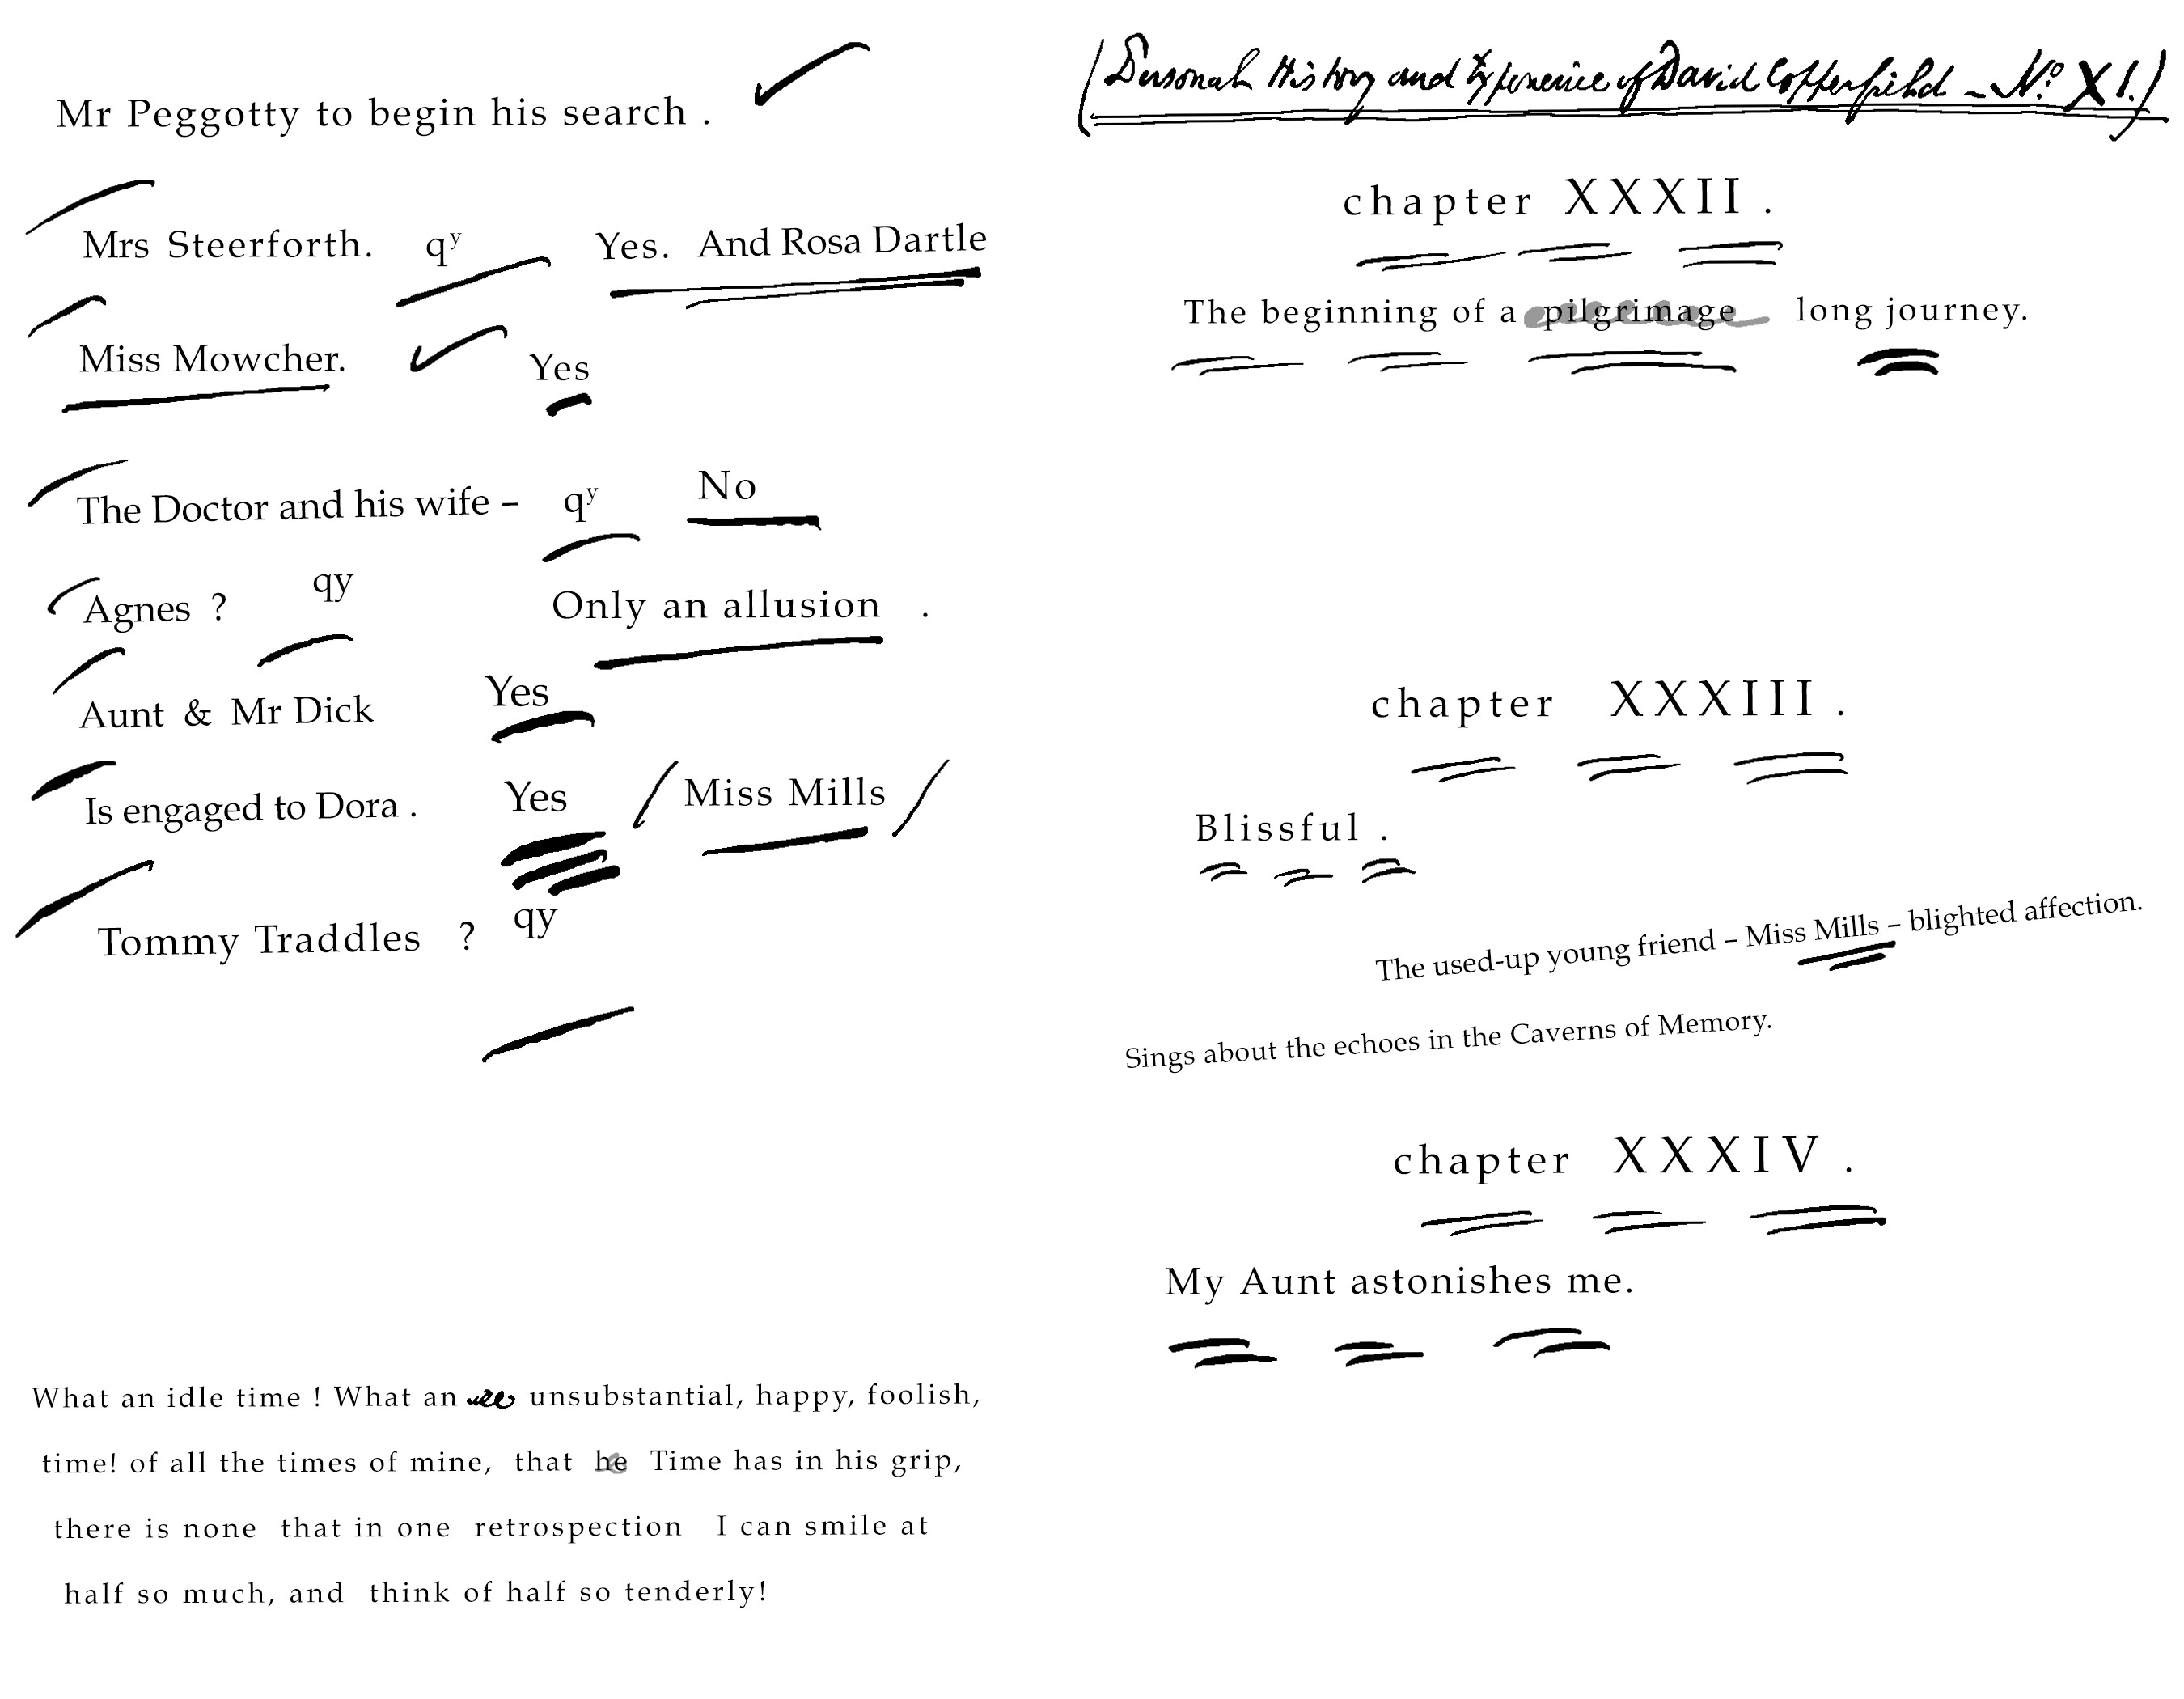 Mr Peggotty to begin his search .
Mrs Steerforth. qy Yes. And Rosa Dartle
Miss Mowcher. Yes
The Doctor and his wife – qy No
Agnes ? qy Only an allusion .
Aunt & Mr Dick Yes
Is engaged to Dora . Yes / Miss Mills /
Tommy Traddles ? qy
What an idle time ! What an unsubstantial, happy, foolish,
time! of all the times of mine, that he Time has in his grip,
there is none that in one retrospection I can smile at
half so much, and think of half so tenderly!
(Personal History and Experience of David Copperfield – No. XI.)
chapter XXXII .
The beginning of a pilgrimage long journey.
chapter XXXIII .
Blissful .
The used-up young friend – Miss Mills – blighted affection.
Sings about the echoes in the Caverns of Memory.
chapter XXXIV .
My Aunt astonishes me.